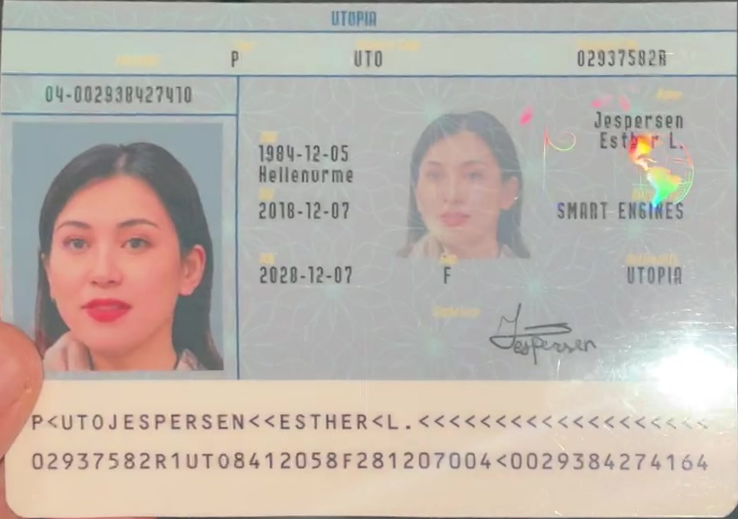 UTOPIA
P UTO 02937582R
04-002938427410
Jespersen
Esther L.
1984-12-05
Hellenurme
2018-12-07 SMART ENGINES
2028-12-07 F UTOPIA
Jespersen
P<UTOJESPERSEN<<ESTHER<L.<<<<<<<<<<<<<<<<<<<
02937582R1UTO8412058F281207004<0029384274164